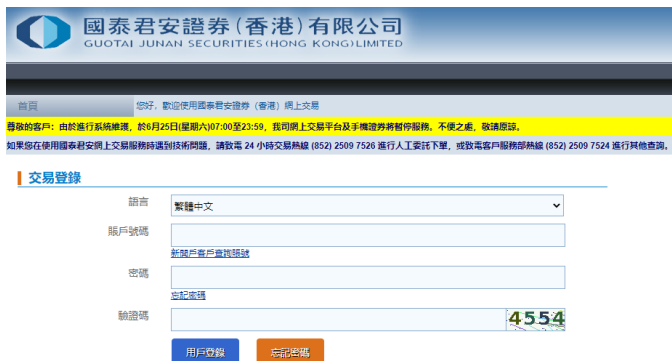 國泰君安證券(香港)有限公司
GUOTAI JUNAN SECURITIES(HONG KONG)LIMITED
首頁
您好, 歡迎使用國泰君安證券 (香港) 網上交易
尊敬的客戶: 由於進行系統維護, 於6月25日(星期六)07:00至23:59, 我司網上交易平台及手機證券將暫停服務。不便之處, 敬請原諒。
如果您在使用國泰君安網上交易服務時遇到技術問題, 請致電 24 小時交易熱線 (852) 2509 7526 進行人工委託下單, 或致電客戶服務部熱線 (852) 2509 7524 進行其他查詢。
交易登錄
語言
繁體中文
賬戶號碼
新開戶客戶查詢賬號
密碼
忘記密碼
驗證碼
4554
用戶登錄
忘記密碼